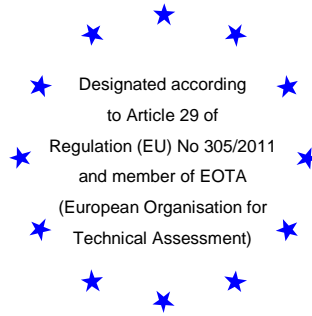 Designated according
to Article 29 of
Regulation (EU) No 305/2011
and member of EOTA
(European Organisation for
Technical Assessment)